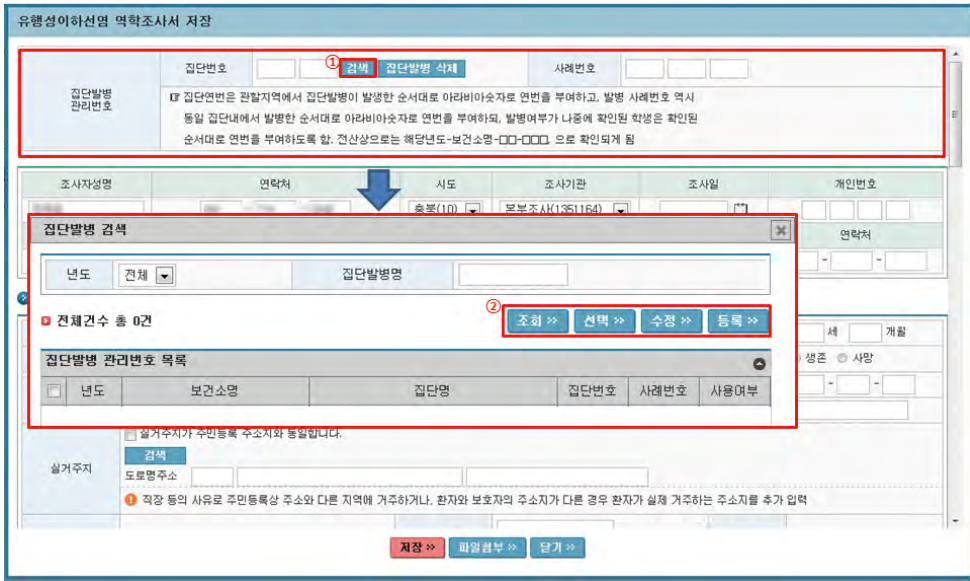 유행성이하선염 역학조사서 저장
집단발병
관리번호
집단번호 ① 검색 집단발병 삭제 사례번호
☞ 집단연번은 관할지역에서 집단발병이 발생한 순서대로 아라비아숫자로 연번을 부여하고, 발병 사례번호 역시
동일 집단내에서 발병한 순서대로 아라비아숫자로 연번을 부여하되, 발병여부가 나중에 확인된 학생은 확인된
순서대로 연번을 부여하도록 함. 전산상으로는 해당년도-보건소명-□□-□□□. 으로 확인되게 됨
조사자성명 연락처 시도 조사기관 조사일 개인번호
충북(10) 본부조사(1351164)
연락처
- -
집단발병 검색
년도 전체 집단발병명
전체건수 총 0건
② 조회 » 선택 » 수정 » 등록 »
세 개월
집단발병 관리번호 목록
생존 사망
년도 보건소명 집단명 집단번호 사례번호 사용여부
- -
실거주지
실거주지가 주민등록 주소지와 동일합니다.
검색
도로명주소
직장 등의 사유로 주민등록상 주소와 다른 지역에 거주하거나, 환자와 보호자의 주소지가 다른 경우 환자가 실제 거주하는 주소지를 추가 입력
저장 » 파일첨부 » 닫기 »